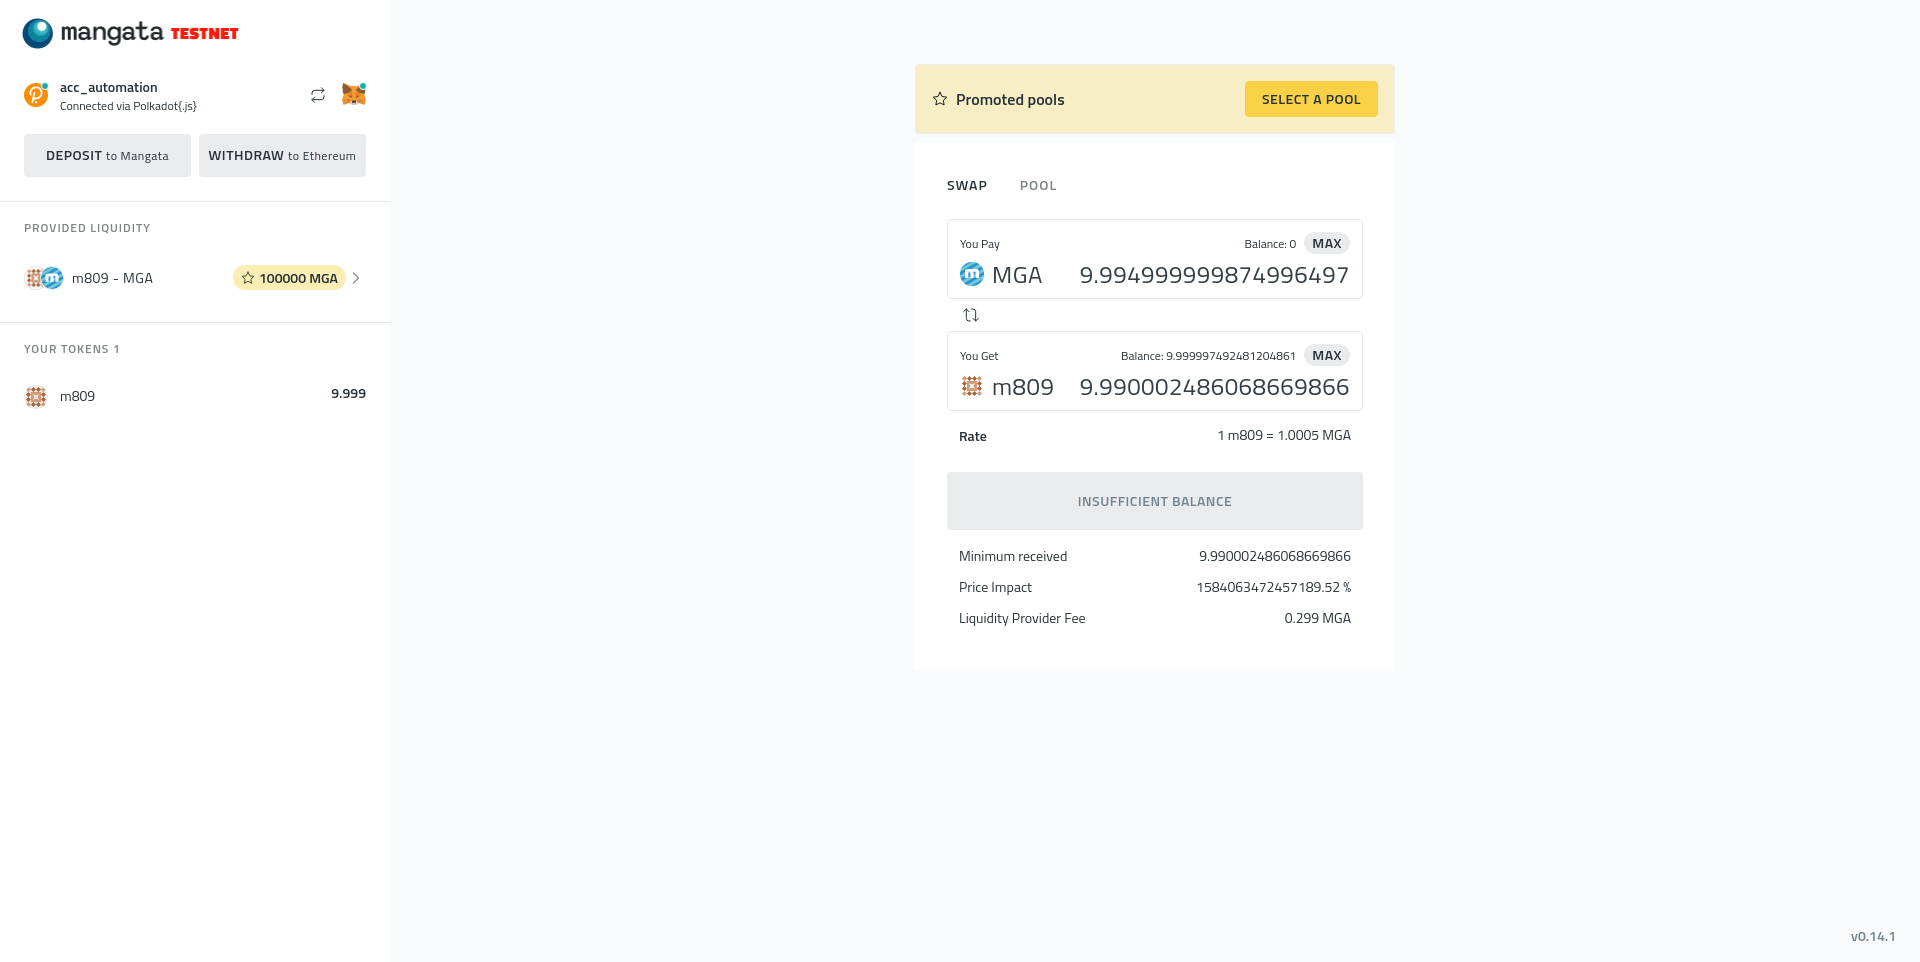 mangata TESTNET
acc_automation
Connected via Polkadot{.js}
DEPOSIT to Mangata
WITHDRAW to Ethereum
PROVIDED LIQUIDITY
m809 - MGA
100000 MGA
YOUR TOKENS 1
m809
9.999
Promoted pools
SELECT A POOL
SWAP
POOL
You Pay
Balance: 0
MAX
MGA
9.994999999874996497
You Get
Balance: 9.999997492481204861
MAX
m809
9.990002486068669866
Rate
1 m809 = 1.0005 MGA
INSUFFICIENT BALANCE
Minimum received
9.990002486068669866
Price Impact
1584063472457189.52 %
Liquidity Provider Fee
0.299 MGA
v0.14.1